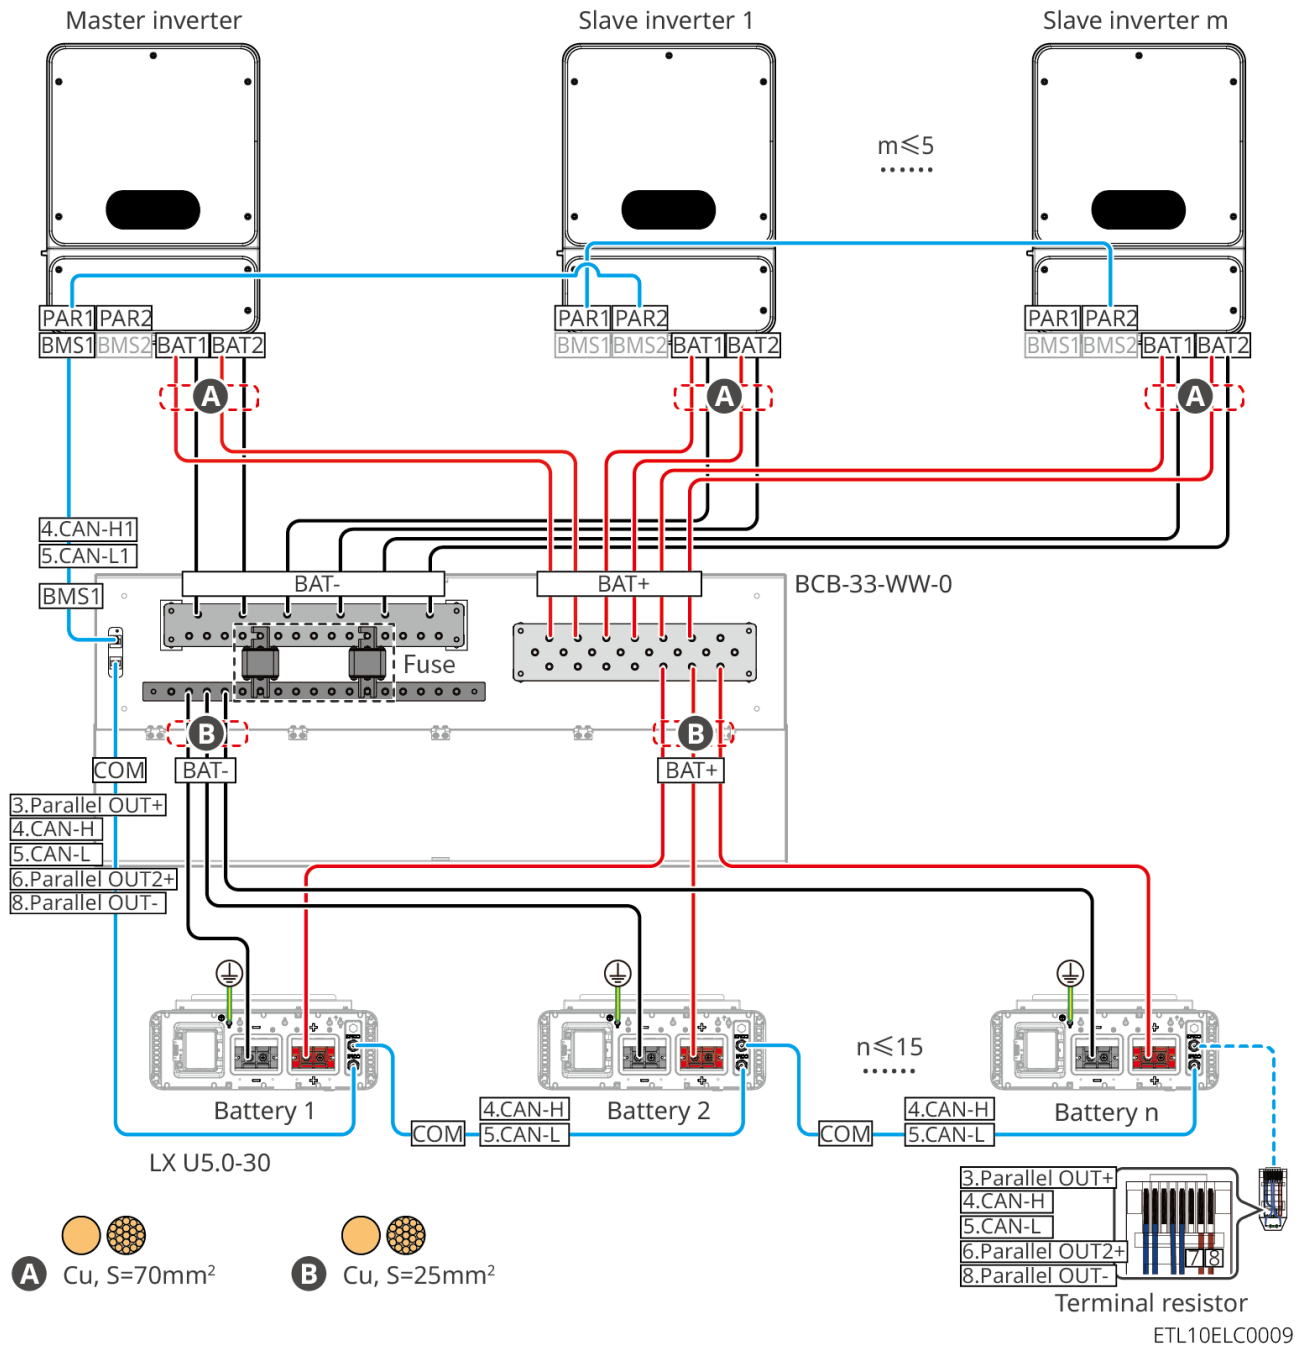 Master inverter
Slave inverter 1
Slave inverter m
m⩽5
PAR1 PAR2
BMS1 BMS2 BAT1 BAT2
PAR1 PAR2
BMS1 BMS2 BAT1 BAT2
PAR1 PAR2
BMS1 BMS2 BAT1 BAT2
A
A
A
4.CAN-H1
5.CAN-L1
BMS1
BAT-
BAT+
BCB-33-WW-0
Fuse
B
B
COM
BAT-
BAT+
3.Parallel OUT+
4.CAN-H
5.CAN-L
6.Parallel OUT2+
8.Parallel OUT-
n⩽15
Battery 1
Battery 2
Battery n
COM
4.CAN-H
5.CAN-L
COM
4.CAN-H
5.CAN-L
LX U5.0-30
3.Parallel OUT+
4.CAN-H
5.CAN-L
6.Parallel OUT2+
8.Parallel OUT-
7 8
Terminal resistor
A Cu, S=70mm²
B Cu, S=25mm²
ETL10ELC0009